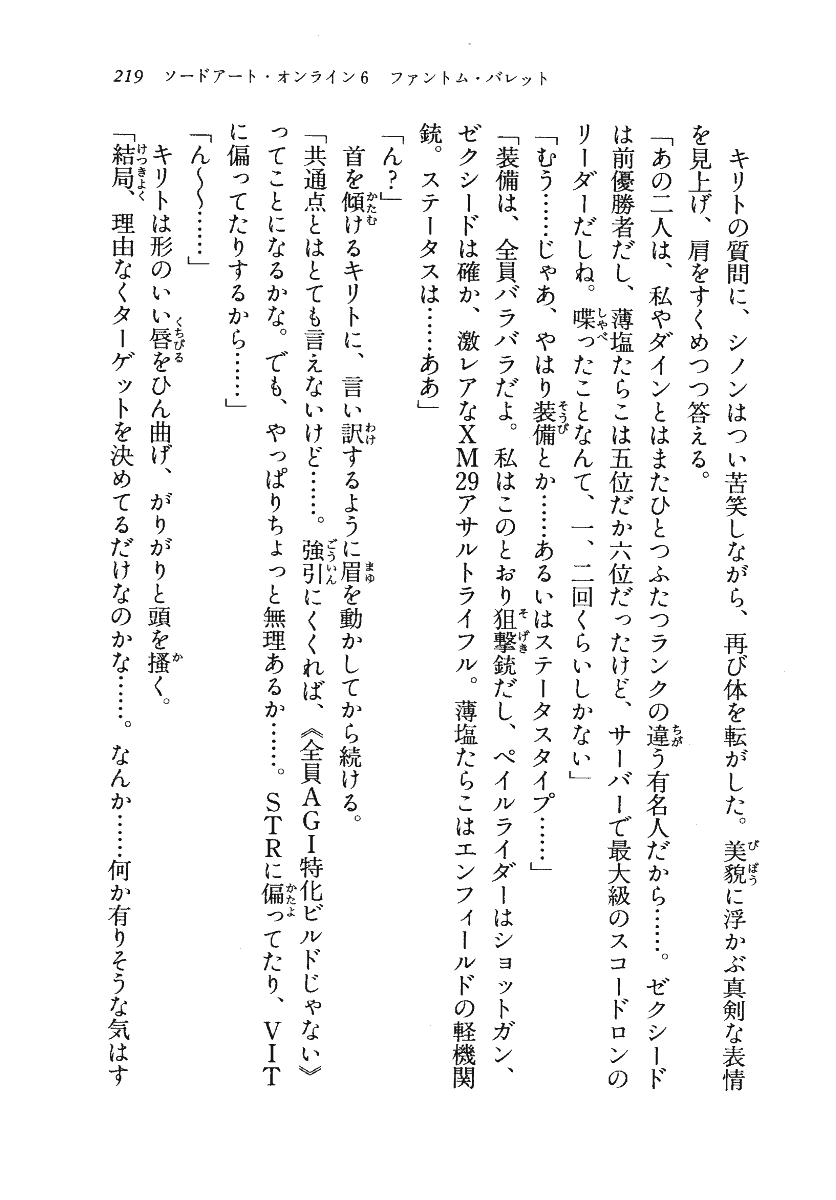 219　ソードアート・オンライン6　ファントム・バレット
　キリトの質問に、シノンはつい苦笑しながら、再び体を転がした。美貌に浮かぶ真剣な表情
を見上げ、肩をすくめつつ答える。
「あの二人は、私やダインとはまたひとつふたつランクの違う有名人だから……。ゼクシード
は前優勝者だし、薄塩たらこは五位だか六位だったけど、サーバーで最大級のスコードロンの
リーダーだしね。喋ったことなんて、一、二回くらいしかない」
「むう……じゃあ、やはり装備とか……あるいはステータスタイプ……」
「装備は、全員バラバラだよ。私はこのとおり狙撃銃だし、ペイルライダーはショットガン、
ゼクシードは確か、激レアなXM29アサルトライフル。薄塩たらこはエンフィールドの軽機関
銃。ステータスは……ああ」
「ん?」
　首を傾けるキリトに、言い訳するように眉を動かしてから続ける。
「共通点とはとても言えないけど……。強引にくくれば、《全員AGI特化ビルドじゃない》
ってことになるかな。でも、やっぱりちょっと無理あるか……。STRに偏ってたり、VIT
に偏ってたりするから……」
「ん〜〜……」
　キリトは形のいい唇をひん曲げ、がりがりと頭を掻く。
「結局、理由なくターゲットを決めてるだけなのかな……。なんか……何か有りそうな気はす